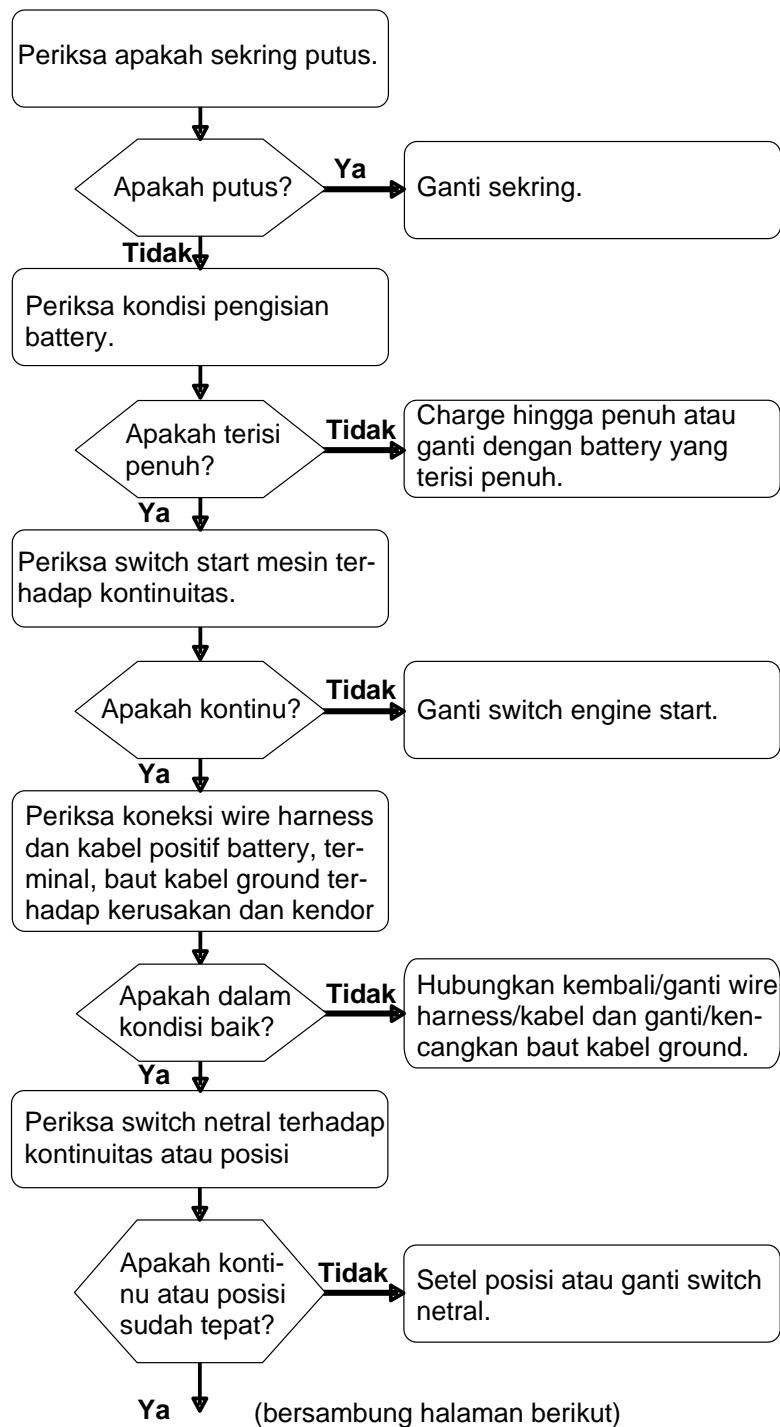 Periksa apakah sekring putus.
Apakah putus?
Ya
Ganti sekring.
Tidak
Periksa kondisi pengisian
battery.
Apakah terisi
penuh?
Tidak
Charge hingga penuh atau
ganti dengan battery yang
terisi penuh.
Ya
Periksa switch start mesin ter-
hadap kontinuitas.
Apakah kontinu?
Tidak
Ganti switch engine start.
Ya
Periksa koneksi wire harness
dan kabel positif battery, ter-
minal, baut kabel ground ter-
hadap kerusakan dan kendor
Apakah dalam
kondisi baik?
Tidak
Hubungkan kembali/ganti wire
harness/kabel dan ganti/ken-
cangkan baut kabel ground.
Ya
Periksa switch netral terhadap
kontinuitas atau posisi
Apakah konti-
nu atau posisi
sudah tepat?
Tidak
Setel posisi atau ganti switch
netral.
Ya
(bersambung halaman berikut)